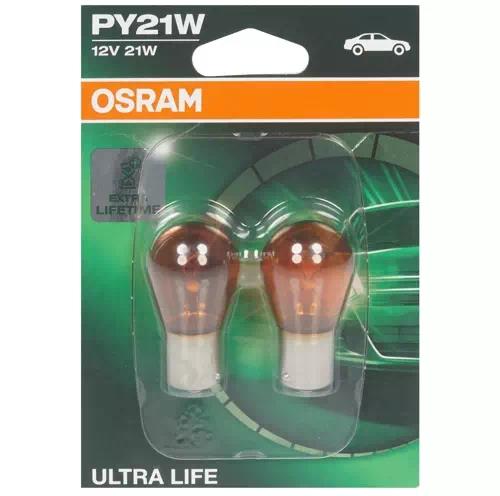 PY21W
12V 21W
OSRAM
EXTRA
LIFETIME
ULTRA LIFE